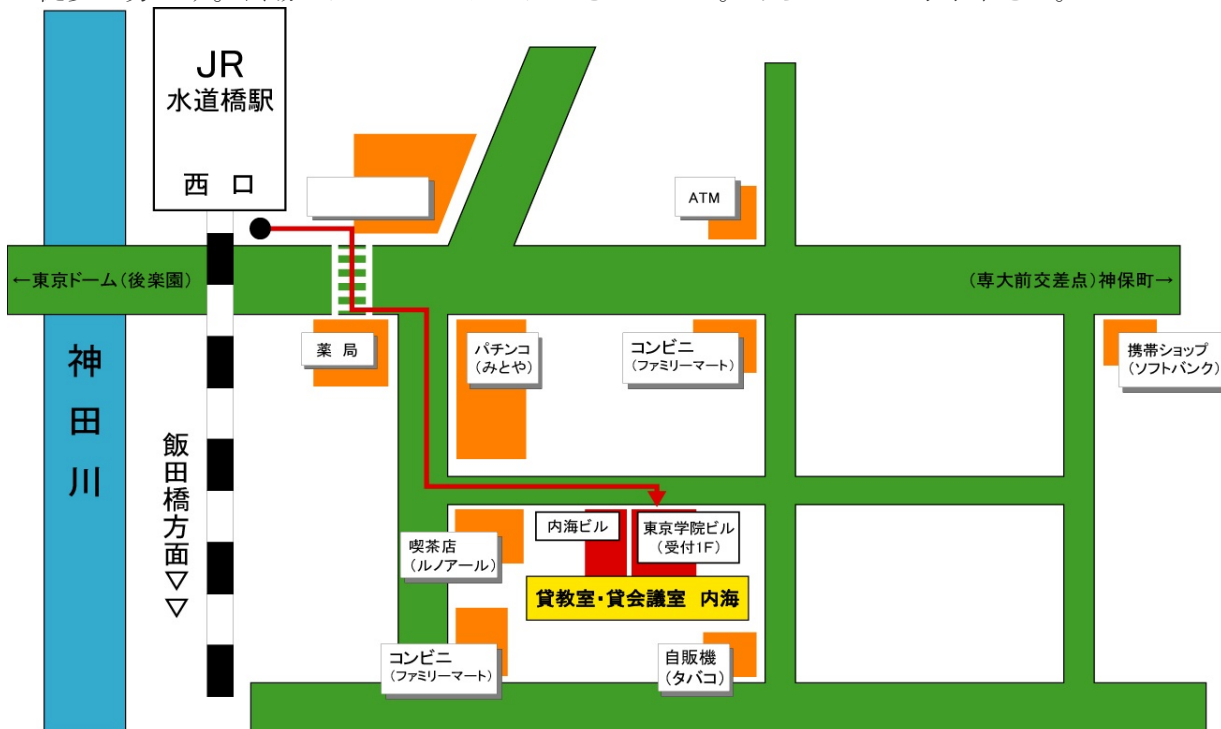 JR
水道橋駅
西 口
ATM
←東京ドーム(後楽園)
(専大前交差点)神保町→
薬 局
パチンコ
(みとや)
コンビニ
(ファミリーマート)
携帯ショップ
(ソフトバンク)
神田川
飯田橋方面▽▽
内海ビル
東京学院ビル
(受付1F)
喫茶店
(ルノアール)
貸教室・貸会議室 内海
コンビニ
(ファミリーマート)
自販機
(タバコ)